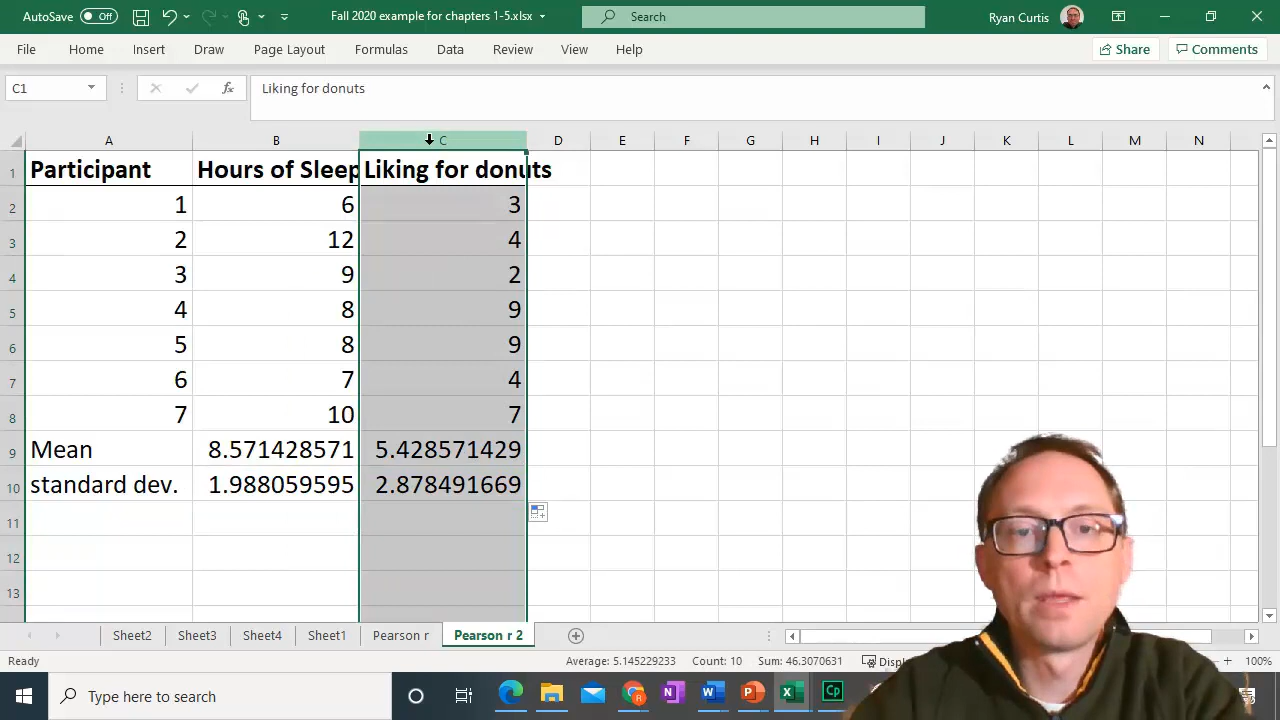 AutoSave Off Fall 2020 example for chapters 1-5.xlsx Search Ryan Curtis
File Home Insert Draw Page Layout Formulas Data Review View Help Share Comments
C1 fx Liking for donuts
A B C D E F G H I J K L M N
1 Participant Hours of Sleep Liking for donuts
2 1 6 3
3 2 12 4
4 3 9 2
5 4 8 9
6 5 8 9
7 6 7 4
8 7 10 7
9 Mean 8.571428571 5.428571429
10 standard dev. 1.988059595 2.878491669
11
12
13
Sheet2 Sheet3 Sheet4 Sheet1 Pearson r Pearson r 2
Ready Average: 5.145229233 Count: 10 Sum: 46.3070631 100%
Type here to search